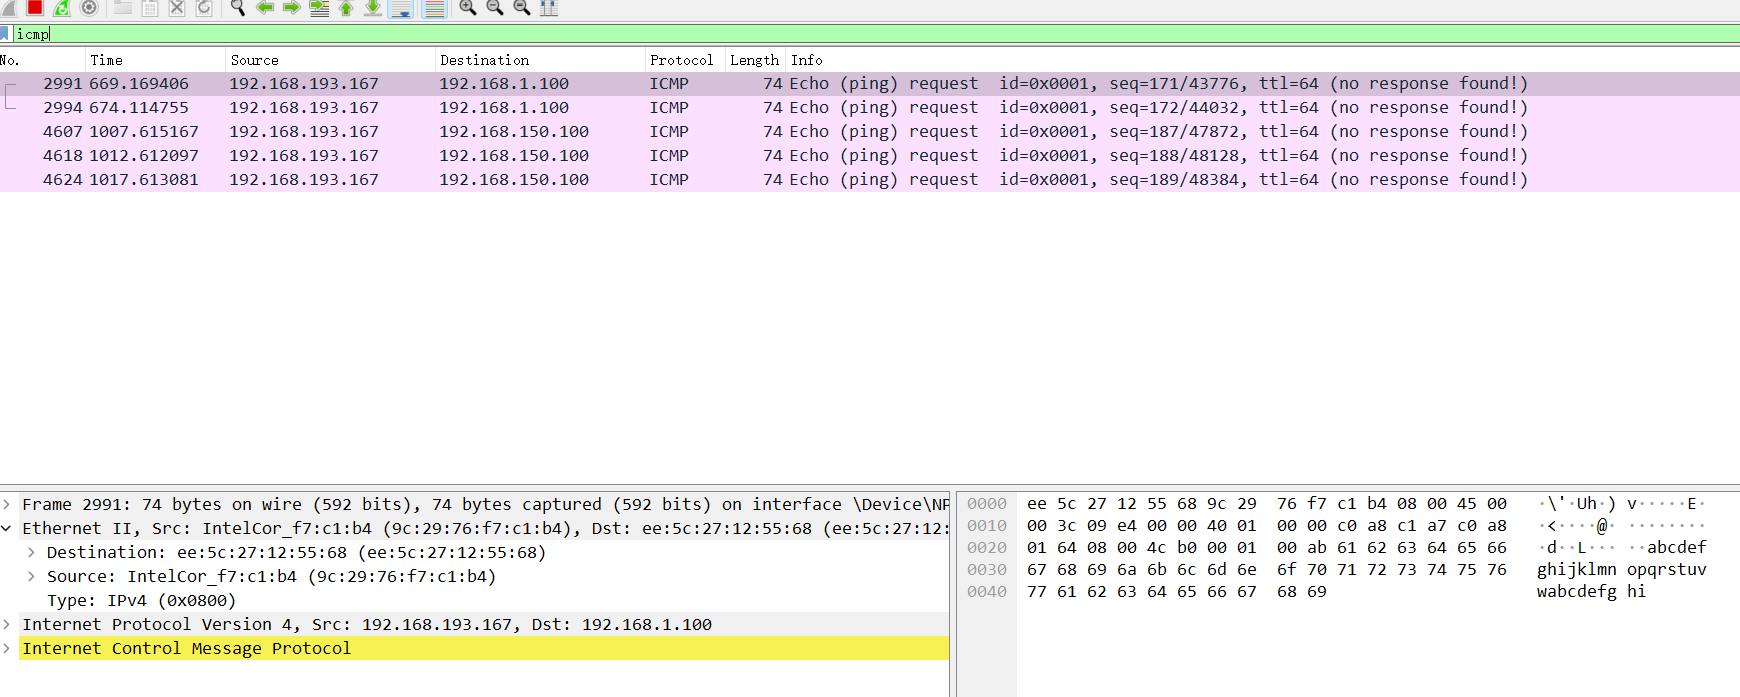 icmp
No. Time Source Destination Protocol Length Info
2991 669.169406 192.168.193.167 192.168.1.100 ICMP 74 Echo (ping) request id=0x0001, seq=171/43776, ttl=64 (no response found!)
2994 674.114755 192.168.193.167 192.168.1.100 ICMP 74 Echo (ping) request id=0x0001, seq=172/44032, ttl=64 (no response found!)
4607 1007.615167 192.168.193.167 192.168.150.100 ICMP 74 Echo (ping) request id=0x0001, seq=187/47872, ttl=64 (no response found!)
4618 1012.612097 192.168.193.167 192.168.150.100 ICMP 74 Echo (ping) request id=0x0001, seq=188/48128, ttl=64 (no response found!)
4624 1017.613081 192.168.193.167 192.168.150.100 ICMP 74 Echo (ping) request id=0x0001, seq=189/48384, ttl=64 (no response found!)
Frame 2991: 74 bytes on wire (592 bits), 74 bytes captured (592 bits) on interface \Device\NP
Ethernet II, Src: IntelCor_f7:c1:b4 (9c:29:76:f7:c1:b4), Dst: ee:5c:27:12:55:68 (ee:5c:27:12:
Destination: ee:5c:27:12:55:68 (ee:5c:27:12:55:68)
Source: IntelCor_f7:c1:b4 (9c:29:76:f7:c1:b4)
Type: IPv4 (0x0800)
Internet Protocol Version 4, Src: 192.168.193.167, Dst: 192.168.1.100
Internet Control Message Protocol
0000 ee 5c 27 12 55 68 9c 29 76 f7 c1 b4 08 00 45 00 ·\'·Uh·) v·····E·
0010 00 3c 09 e4 00 00 40 01 00 00 c0 a8 c1 a7 c0 a8 ·<····@· ········
0020 01 64 08 00 4c b0 00 01 00 ab 61 62 63 64 65 66 ·d··L··· ··abcdef
0030 67 68 69 6a 6b 6c 6d 6e 6f 70 71 72 73 74 75 76 ghijklmn opqrstuv
0040 77 61 62 63 64 65 66 67 68 69 wabcdefg hi